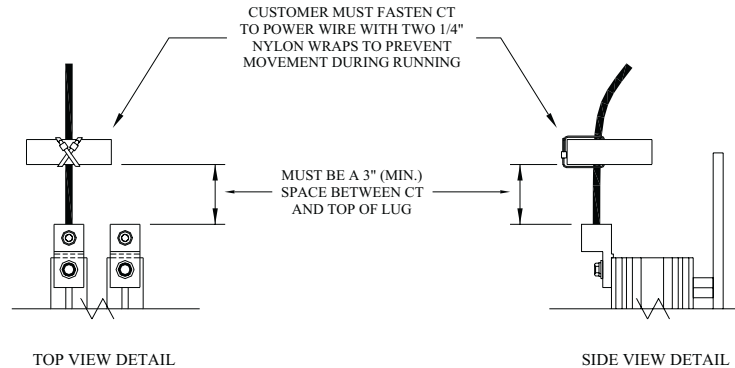 CUSTOMER MUST FASTEN CT
TO POWER WIRE WITH TWO 1/4"
NYLON WRAPS TO PREVENT
MOVEMENT DURING RUNNING
MUST BE A 3" (MIN.)
SPACE BETWEEN CT
AND TOP OF LUG
TOP VIEW DETAIL
SIDE VIEW DETAIL